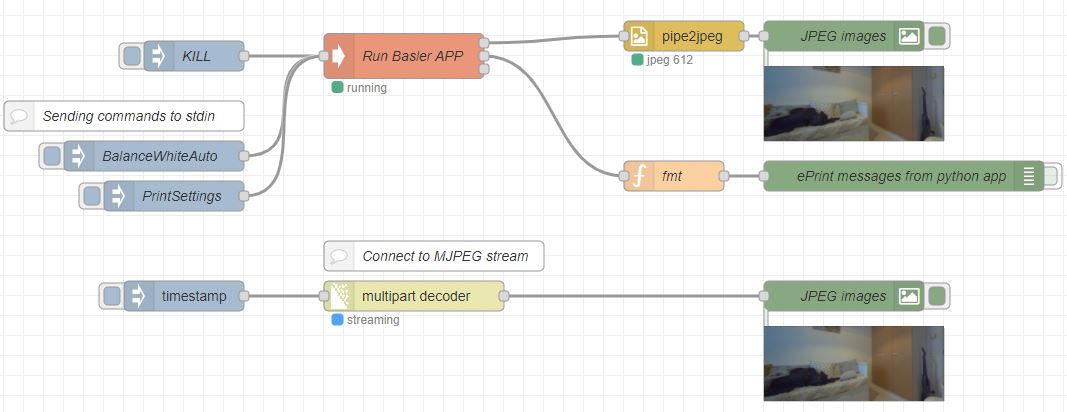 KILL
Run Basler APP
pipe2jpeg
JPEG images
jpeg 612
running
Sending commands to stdin
BalanceWhiteAuto
PrintSettings
fmt
ePrint messages from python app
Connect to MJPEG stream
timestamp
multipart decoder
JPEG images
streaming